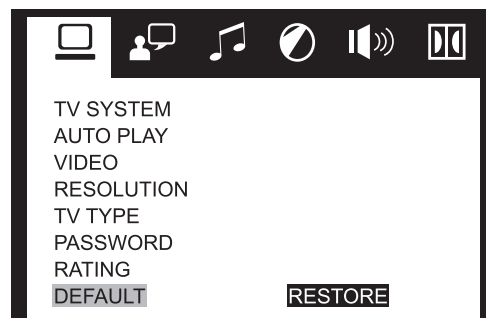 TV SYSTEM
AUTO PLAY
VIDEO
RESOLUTION
TV TYPE
PASSWORD
RATING
DEFAULT RESTORE